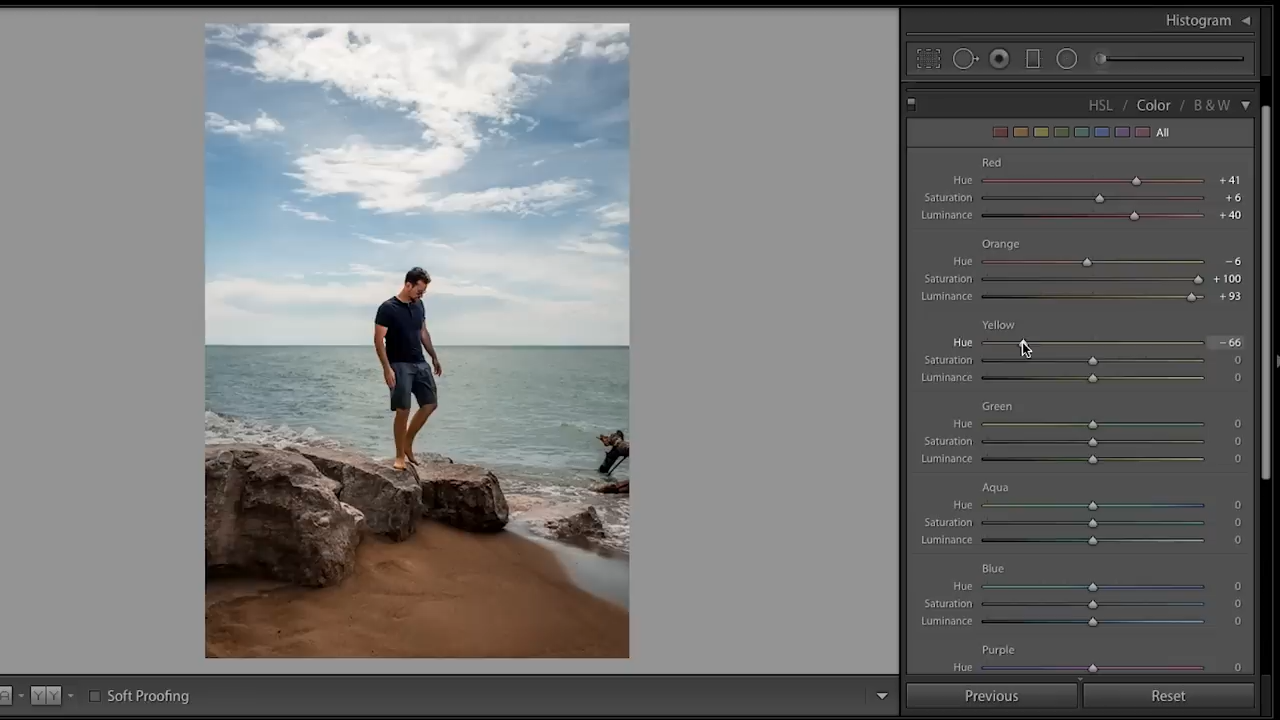 Histogram
HSL / Color / B & W
All
Red
Hue + 41
Saturation + 6
Luminance + 40
Orange
Hue – 6
Saturation + 100
Luminance + 93
Yellow
Hue – 66
Saturation 0
Luminance 0
Green
Hue 0
Saturation 0
Luminance 0
Aqua
Hue 0
Saturation 0
Luminance 0
Blue
Hue 0
Saturation 0
Luminance 0
Purple
Hue 0
A Y Y Soft Proofing
Previous Reset